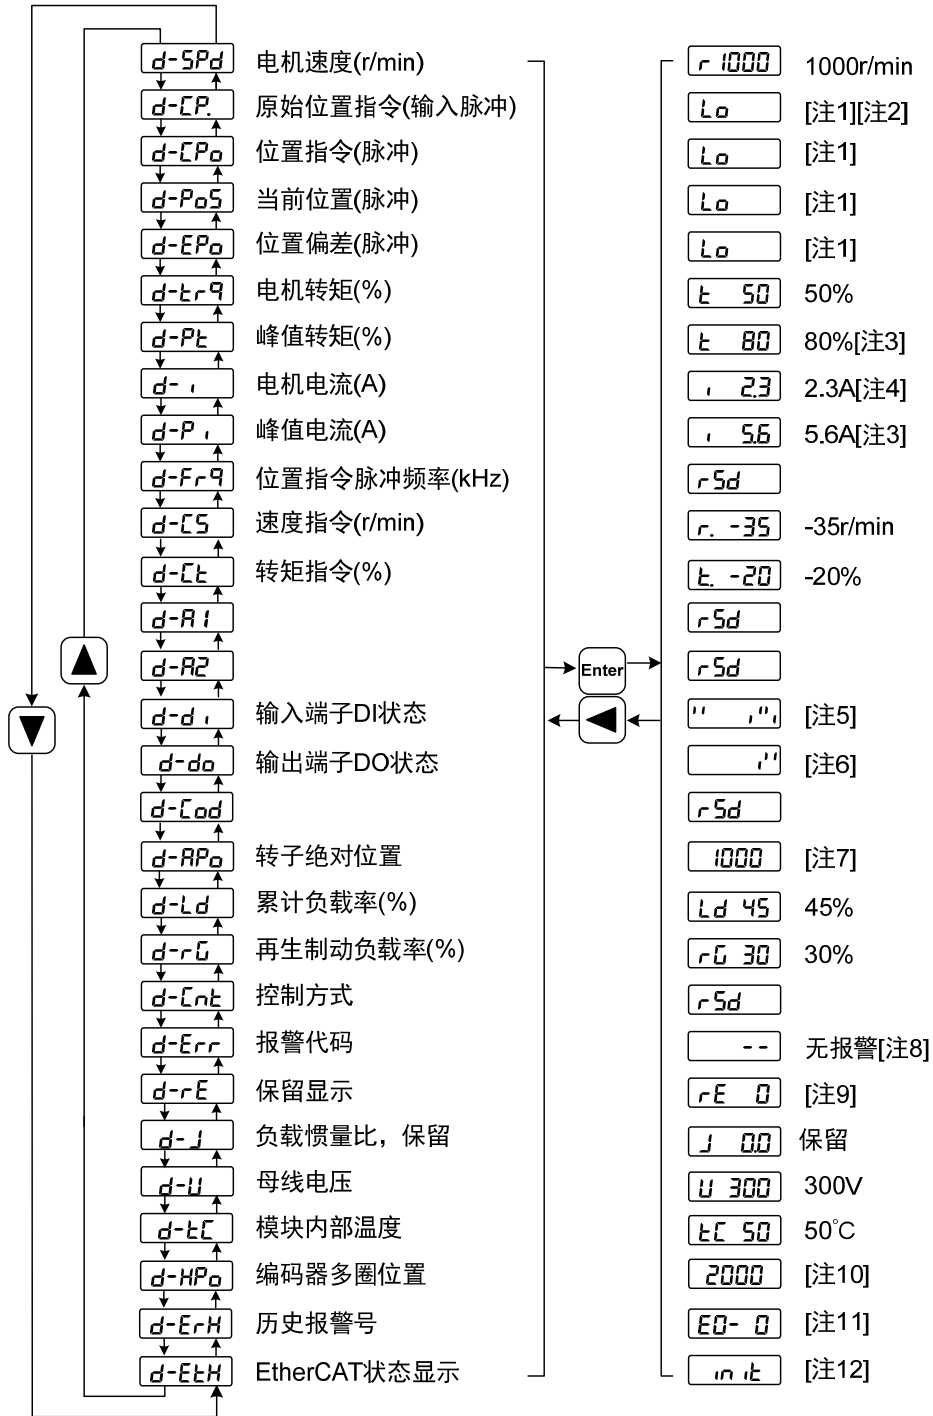 d-SPd 电机速度(r/min) r 1000 1000r/min
d-CP. 原始位置指令(输入脉冲) Lo [注1][注2]
d-CPo 位置指令(脉冲) Lo [注1]
d-PoS 当前位置(脉冲) Lo [注1]
d-EPo 位置偏差(脉冲) Lo [注1]
d-trq 电机转矩(%) t 50 50%
d-Pt 峰值转矩(%) t 80 80%[注3]
d- i 电机电流(A) i 2.3 2.3A[注4]
d-P i 峰值电流(A) i 5.6 5.6A[注3]
d-Frq 位置指令脉冲频率(kHz) rSd
d-CS 速度指令(r/min) r. -35 -35r/min
d-Ct 转矩指令(%) t. -20 -20%
d-A1 rSd
d-A2 rSd
Enter
d-di 输入端子DI状态 [注5]
d-do 输出端子DO状态 [注6]
d-Cod rSd
d-APo 转子绝对位置 1000 [注7]
d-Ld 累计负载率(%) Ld 45 45%
d-rG 再生制动负载率(%) rG 30 30%
d-Cnt 控制方式 rSd
d-Err 报警代码 -- 无报警[注8]
d-rE 保留显示 rE 0 [注9]
d-J 负载惯量比，保留 J 0.0 保留
d-U 母线电压 U 300 300V
d-tC 模块内部温度 tC 50 50℃
d-HPo 编码器多圈位置 2000 [注10]
d-ErH 历史报警号 E0- 0 [注11]
d-EtH EtherCAT状态显示 init [注12]